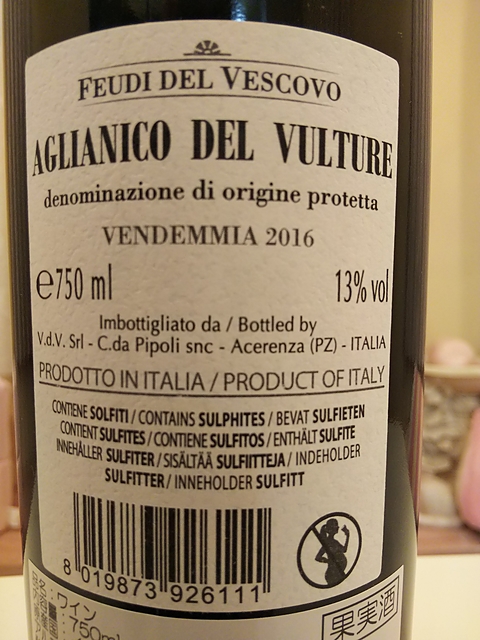 FEUDI DEL VESCOVO
AGLIANICO DEL VULTURE
denominazione di origine protetta
VENDEMMIA 2016
℮750 ml 13% vol
Imbottigliato da / Bottled by
V.d.V. Srl - C.da Pipoli snc - Acerenza (PZ) - ITALIA
PRODOTTO IN ITALIA / PRODUCT OF ITALY
CONTIENE SOLFITI / CONTAINS SULPHITES / BEVAT SULFIETEN
CONTIENT SULFITES / CONTIENE SULFITOS / ENTHÄLT SULFITE
INNEHÅLLER SULFITER / SISÄLTÄÄ SULFIITTEJA / INDEHOLDER
SULFITTER / INNEHOLDER SULFITT
8 019873 926111
ワイン
750ml
果実酒